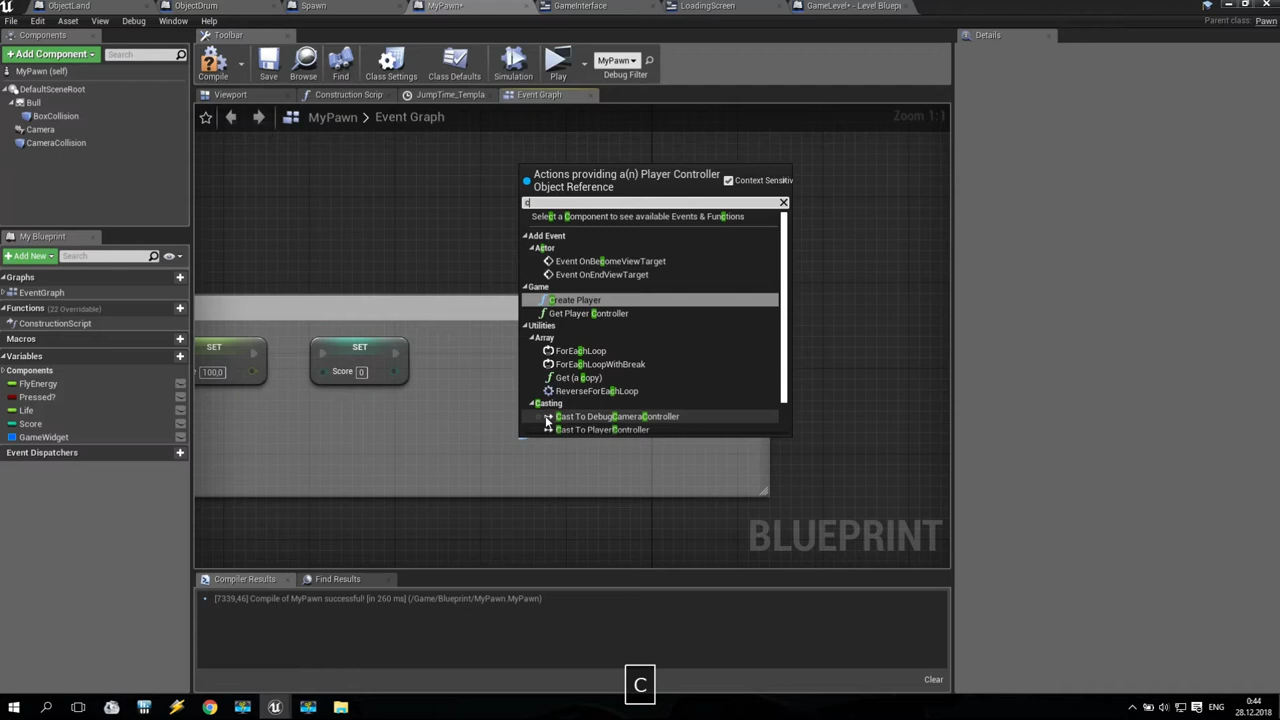 ObjectLand
ObjectDrum
Spawn
MyPawn*
GameInterface
LoadingScreen
GameLevel* - Level Bluepi
File Edit Asset View Debug Window Help
Parent class: Pawn
Components
Toolbar
Details
+Add Component
Search
MyPawn (self)
Compile
Save
Browse
Find
Class Settings
Class Defaults
Simulation
Play
MyPawn
Debug Filter
DefaultSceneRoot
Bull
BoxCollision
Camera
CameraCollision
Viewport
Construction Scrip
JumpTime_Templa
Event Graph
MyPawn > Event Graph
Zoom 1:1
Actions providing a(n) Player Controller
Object Reference
Context Sensitiv
c
Select a Component to see available Events & Functions
Add Event
Actor
Event OnBecomeViewTarget
Event OnEndViewTarget
Game
Create Player
Get Player Controller
Utilities
Array
ForEachLoop
ForEachLoopWithBreak
Get (a copy)
ReverseForEachLoop
Casting
Cast To DebugCameraController
Cast To PlayerController
My Blueprint
+Add New
Search
Graphs
EventGraph
Functions (22 Overridable)
ConstructionScript
Macros
Variables
Components
FlyEnergy
Pressed?
Life
Score
GameWidget
Event Dispatchers
SET
100,0
SET
Score 0
BLUEPRINT
Compiler Results
Find Results
[7339,46] Compile of MyPawn successful! [in 260 ms] (/Game/Blueprint/MyPawn.MyPawn)
Clear
C
ENG
0:44
28.12.2018